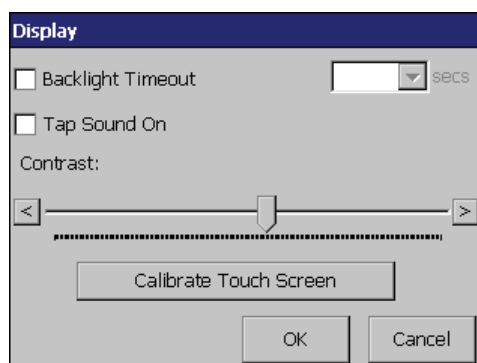 Display
Backlight Timeout secs
Tap Sound On
Contrast:
< >
Calibrate Touch Screen
OK Cancel